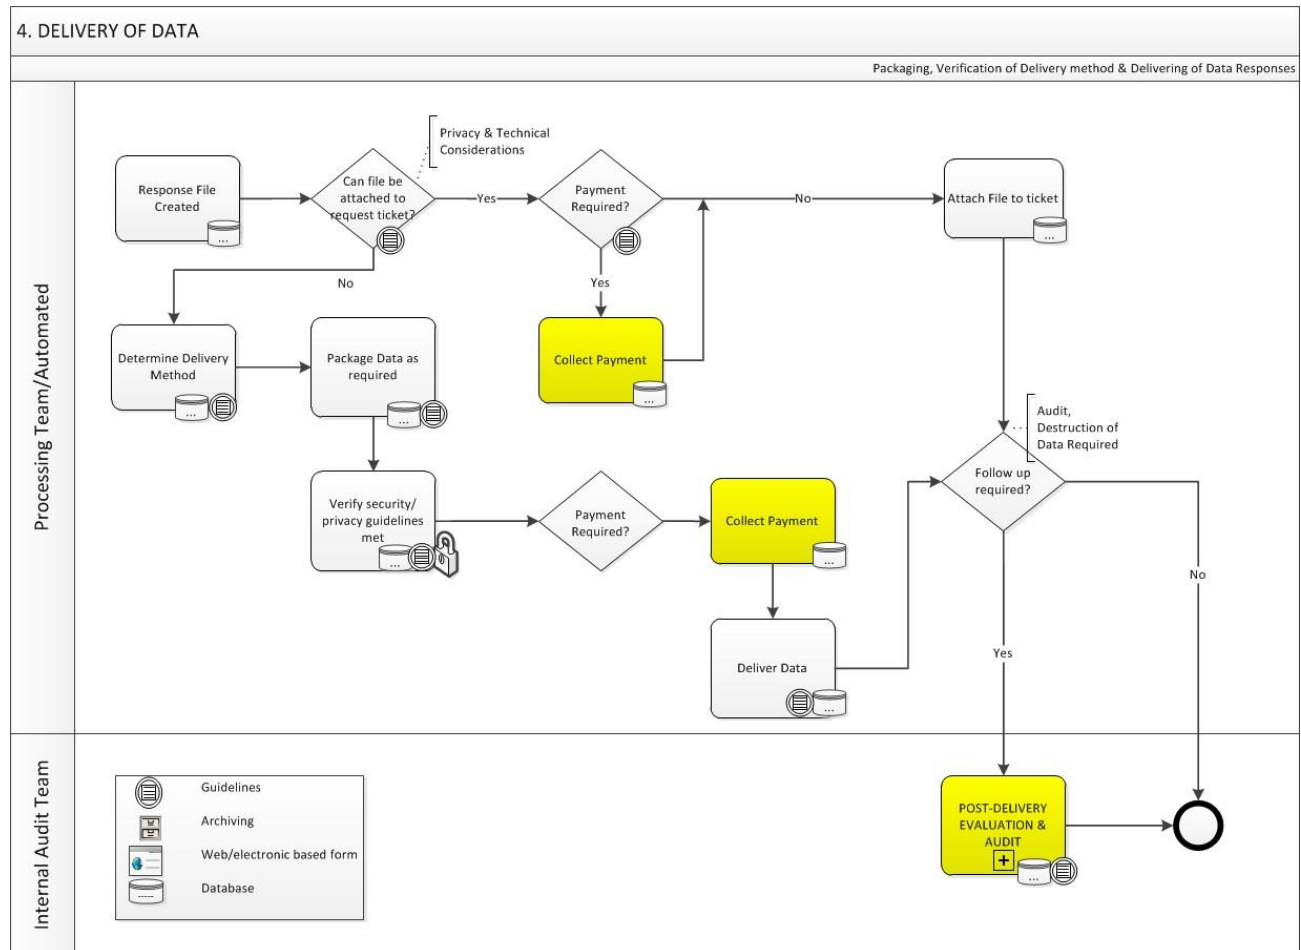 4. DELIVERY OF DATA
Packaging, Verification of Delivery method & Delivering of Data Responses
Processing Team/Automated
Privacy & Technical
Considerations
Response File
Created
...
Can file be
attached to
request ticket?
Yes
Payment
Required?
No
Attach File to ticket
...
No
Yes
Determine Delivery
Method
...
Package Data as
required
...
Collect Payment
...
Audit,
Destruction of
Data Required
Follow up
required?
Verify security/
privacy guidelines
met
...
Payment
Required?
Collect Payment
...
No
Yes
Deliver Data
...
Internal Audit Team
Guidelines
Archiving
Web/electronic based form
Database
.....
POST-DELIVERY
EVALUATION &
AUDIT
+
...